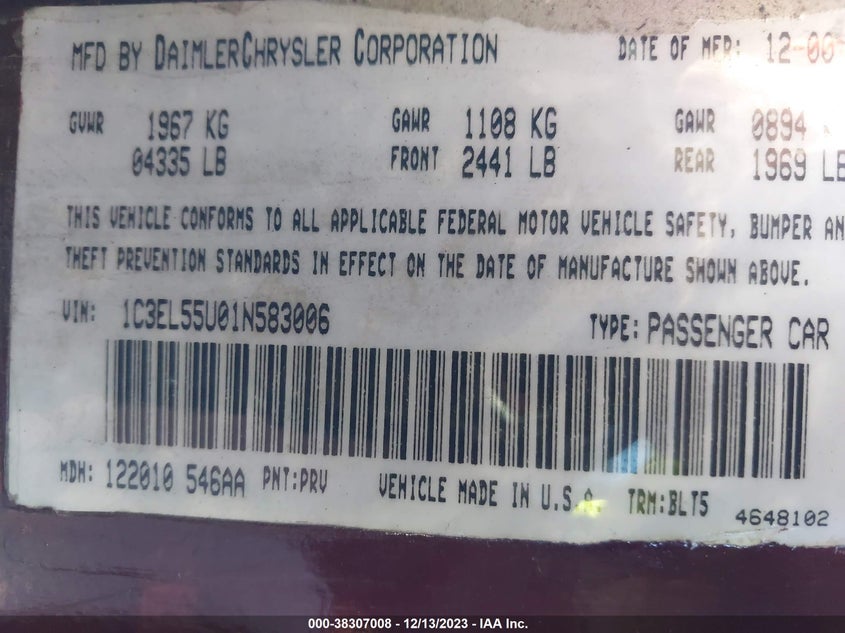 MFD BY DAIMLERCHRYSLER CORPORATION DATE OF MFR: 12-00
GVWR 1967 KG GAWR 1108 KG GAWR 0894
04335 LB FRONT 2441 LB REAR 1969 LB
THIS VEHICLE CONFORMS TO ALL APPLICABLE FEDERAL MOTOR VEHICLE SAFETY, BUMPER AN
THEFT PREVENTION STANDARDS IN EFFECT ON THE DATE OF MANUFACTURE SHOWN ABOVE.
VIN: 1C3EL55U01N583006 TYPE: PASSENGER CAR
MDH: 122010 546AA PNT:PRV VEHICLE MADE IN U.S.A. TRM:BLT5
4648102
000-38307008 - 12/13/2023 - IAA Inc.